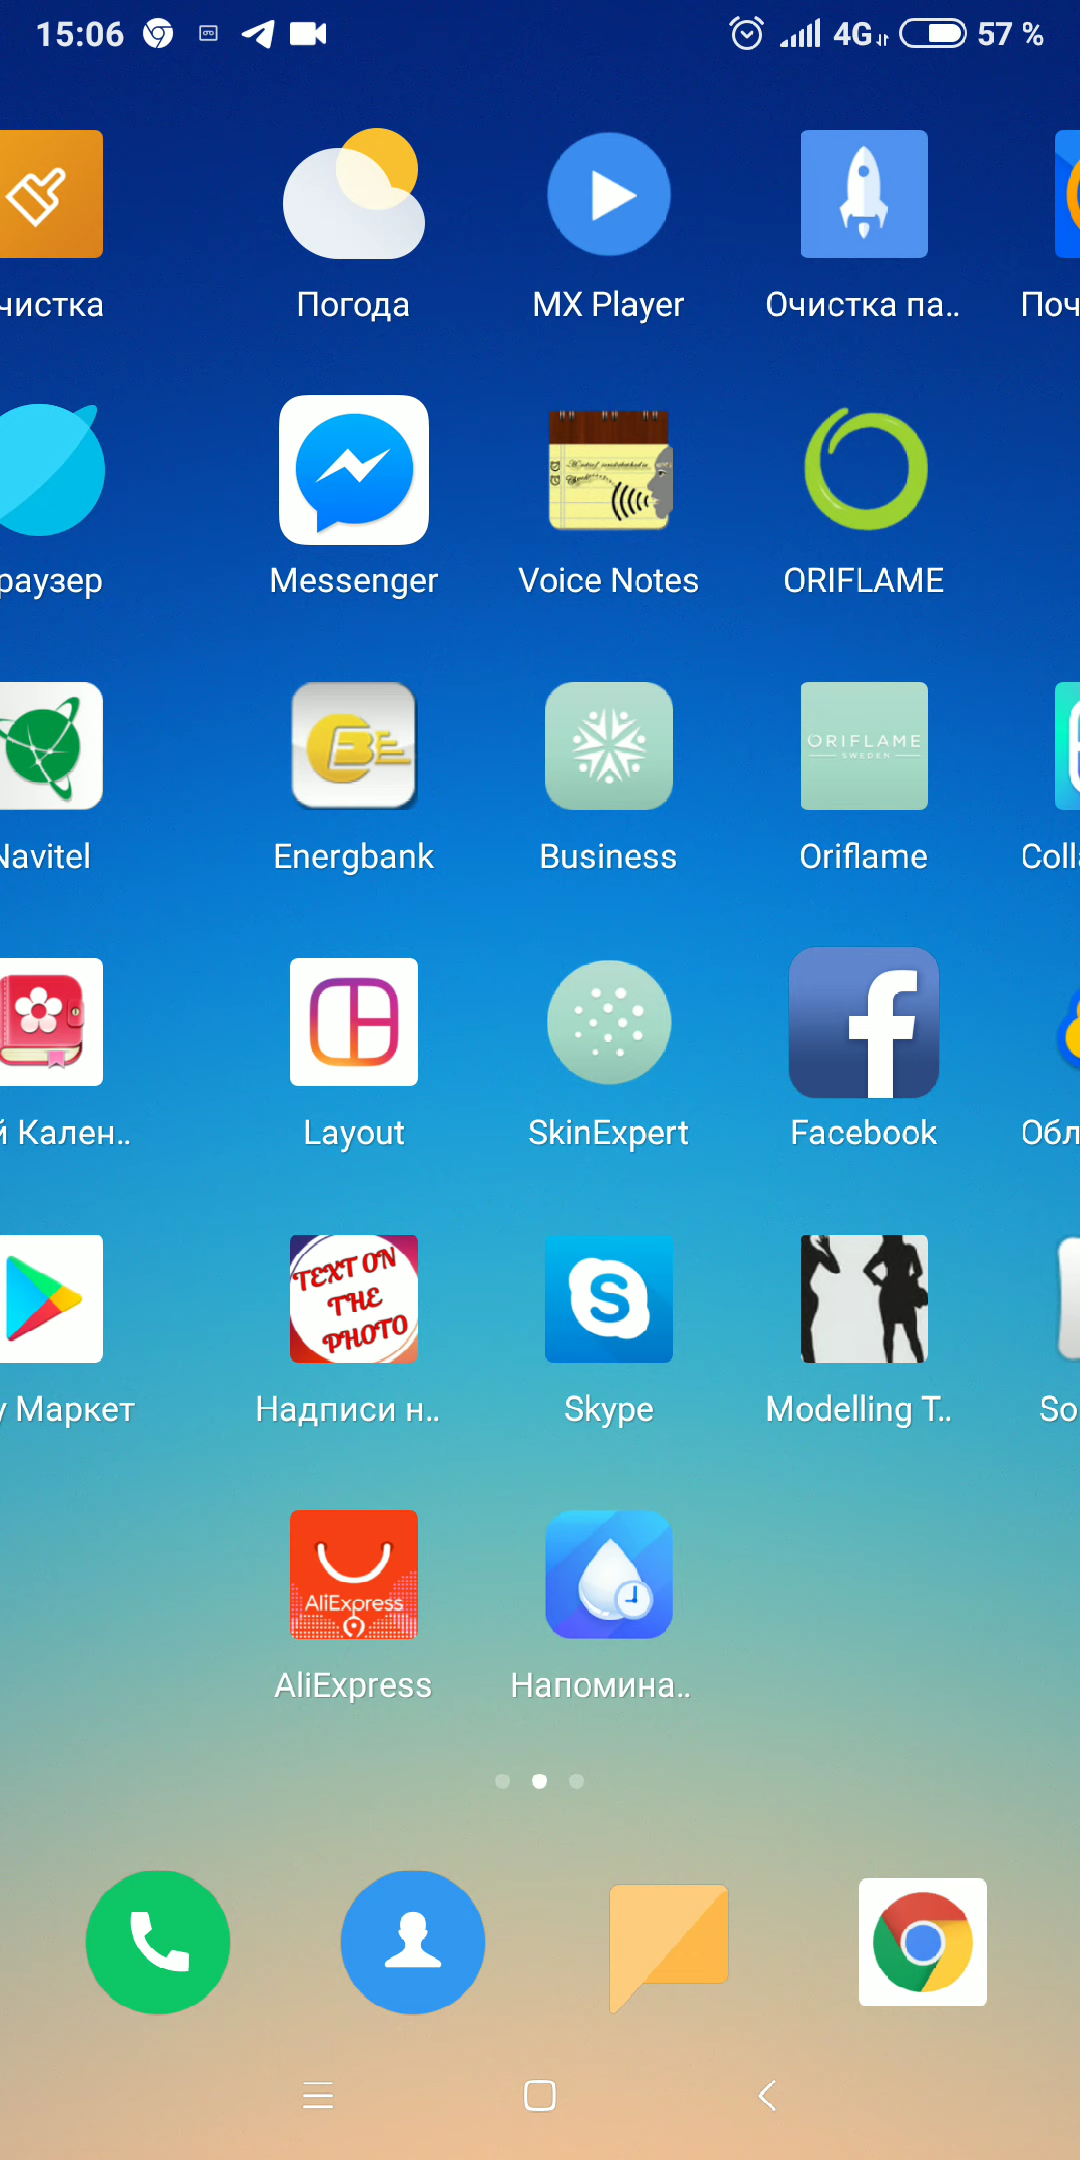 15:06 4G 57 %
чистка Погода MX Player Очистка па.. Поч
раузер Messenger Voice Notes ORIFLAME
ORIFLAME
SWEDEN
Navitel Energbank Business Oriflame Colla
й Кален.. Layout SkinExpert Facebook Обл
TEXT ON
THE
PHOTO
у Маркет Надписи н.. Skype Modelling T.. So
AliExpress
AliExpress Напомина..